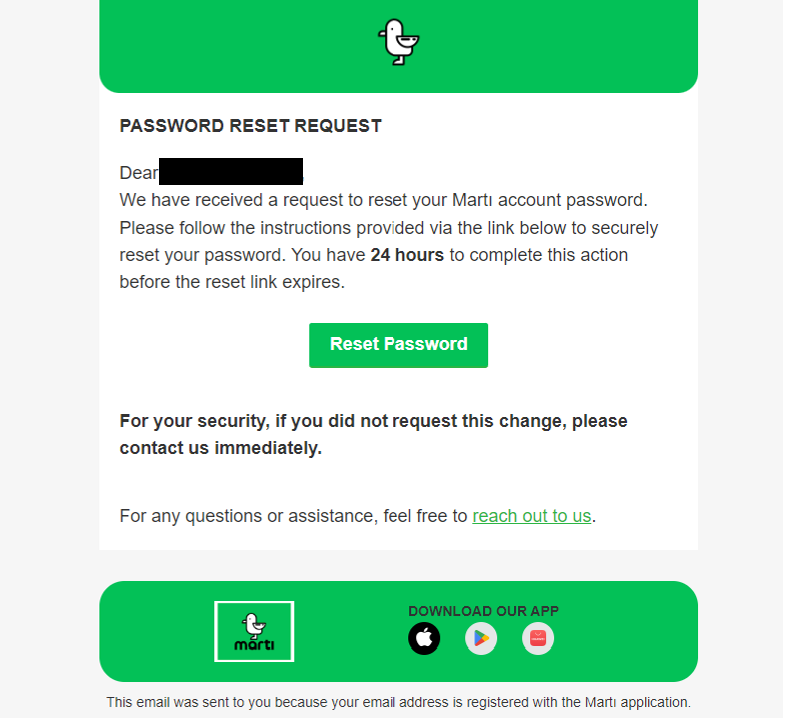 PASSWORD RESET REQUEST
Dear
We have received a request to reset your Martı account password.
Please follow the instructions provided via the link below to securely
reset your password. You have 24 hours to complete this action
before the reset link expires.
Reset Password
For your security, if you did not request this change, please
contact us immediately.
For any questions or assistance, feel free to reach out to us.
martı
DOWNLOAD OUR APP
This email was sent to you because your email address is registered with the Martı application.